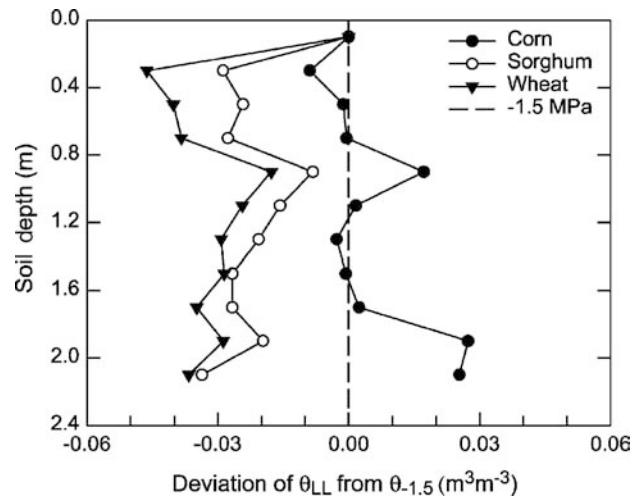 0.0
0.4
0.8
1.2
1.6
2.0
2.4
Soil depth (m)
Corn
Sorghum
Wheat
-1.5 MPa
-0.06 -0.03 0.00 0.03 0.06
Deviation of θLL from θ-1.5 (m³m⁻³)